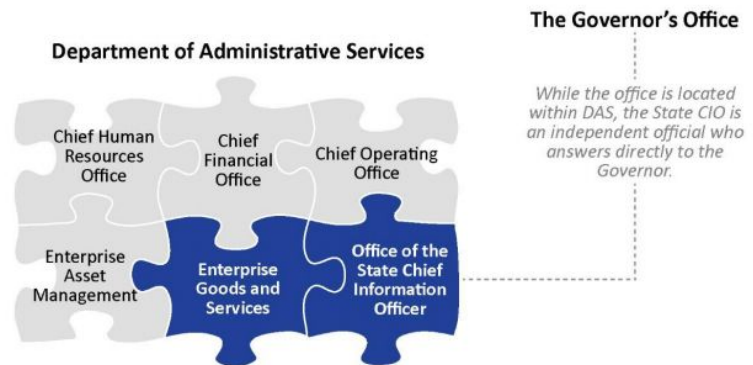 The Governor's Office
Department of Administrative Services
While the office is located
within DAS, the State CIO is
an independent official who
answers directly to the
Governor.
Chief Human
Resources
Office
Chief
Financial
Office
Chief Operating
Office
Enterprise
Asset
Management
Enterprise
Goods and
Services
Office of the
State Chief
Information
Officer